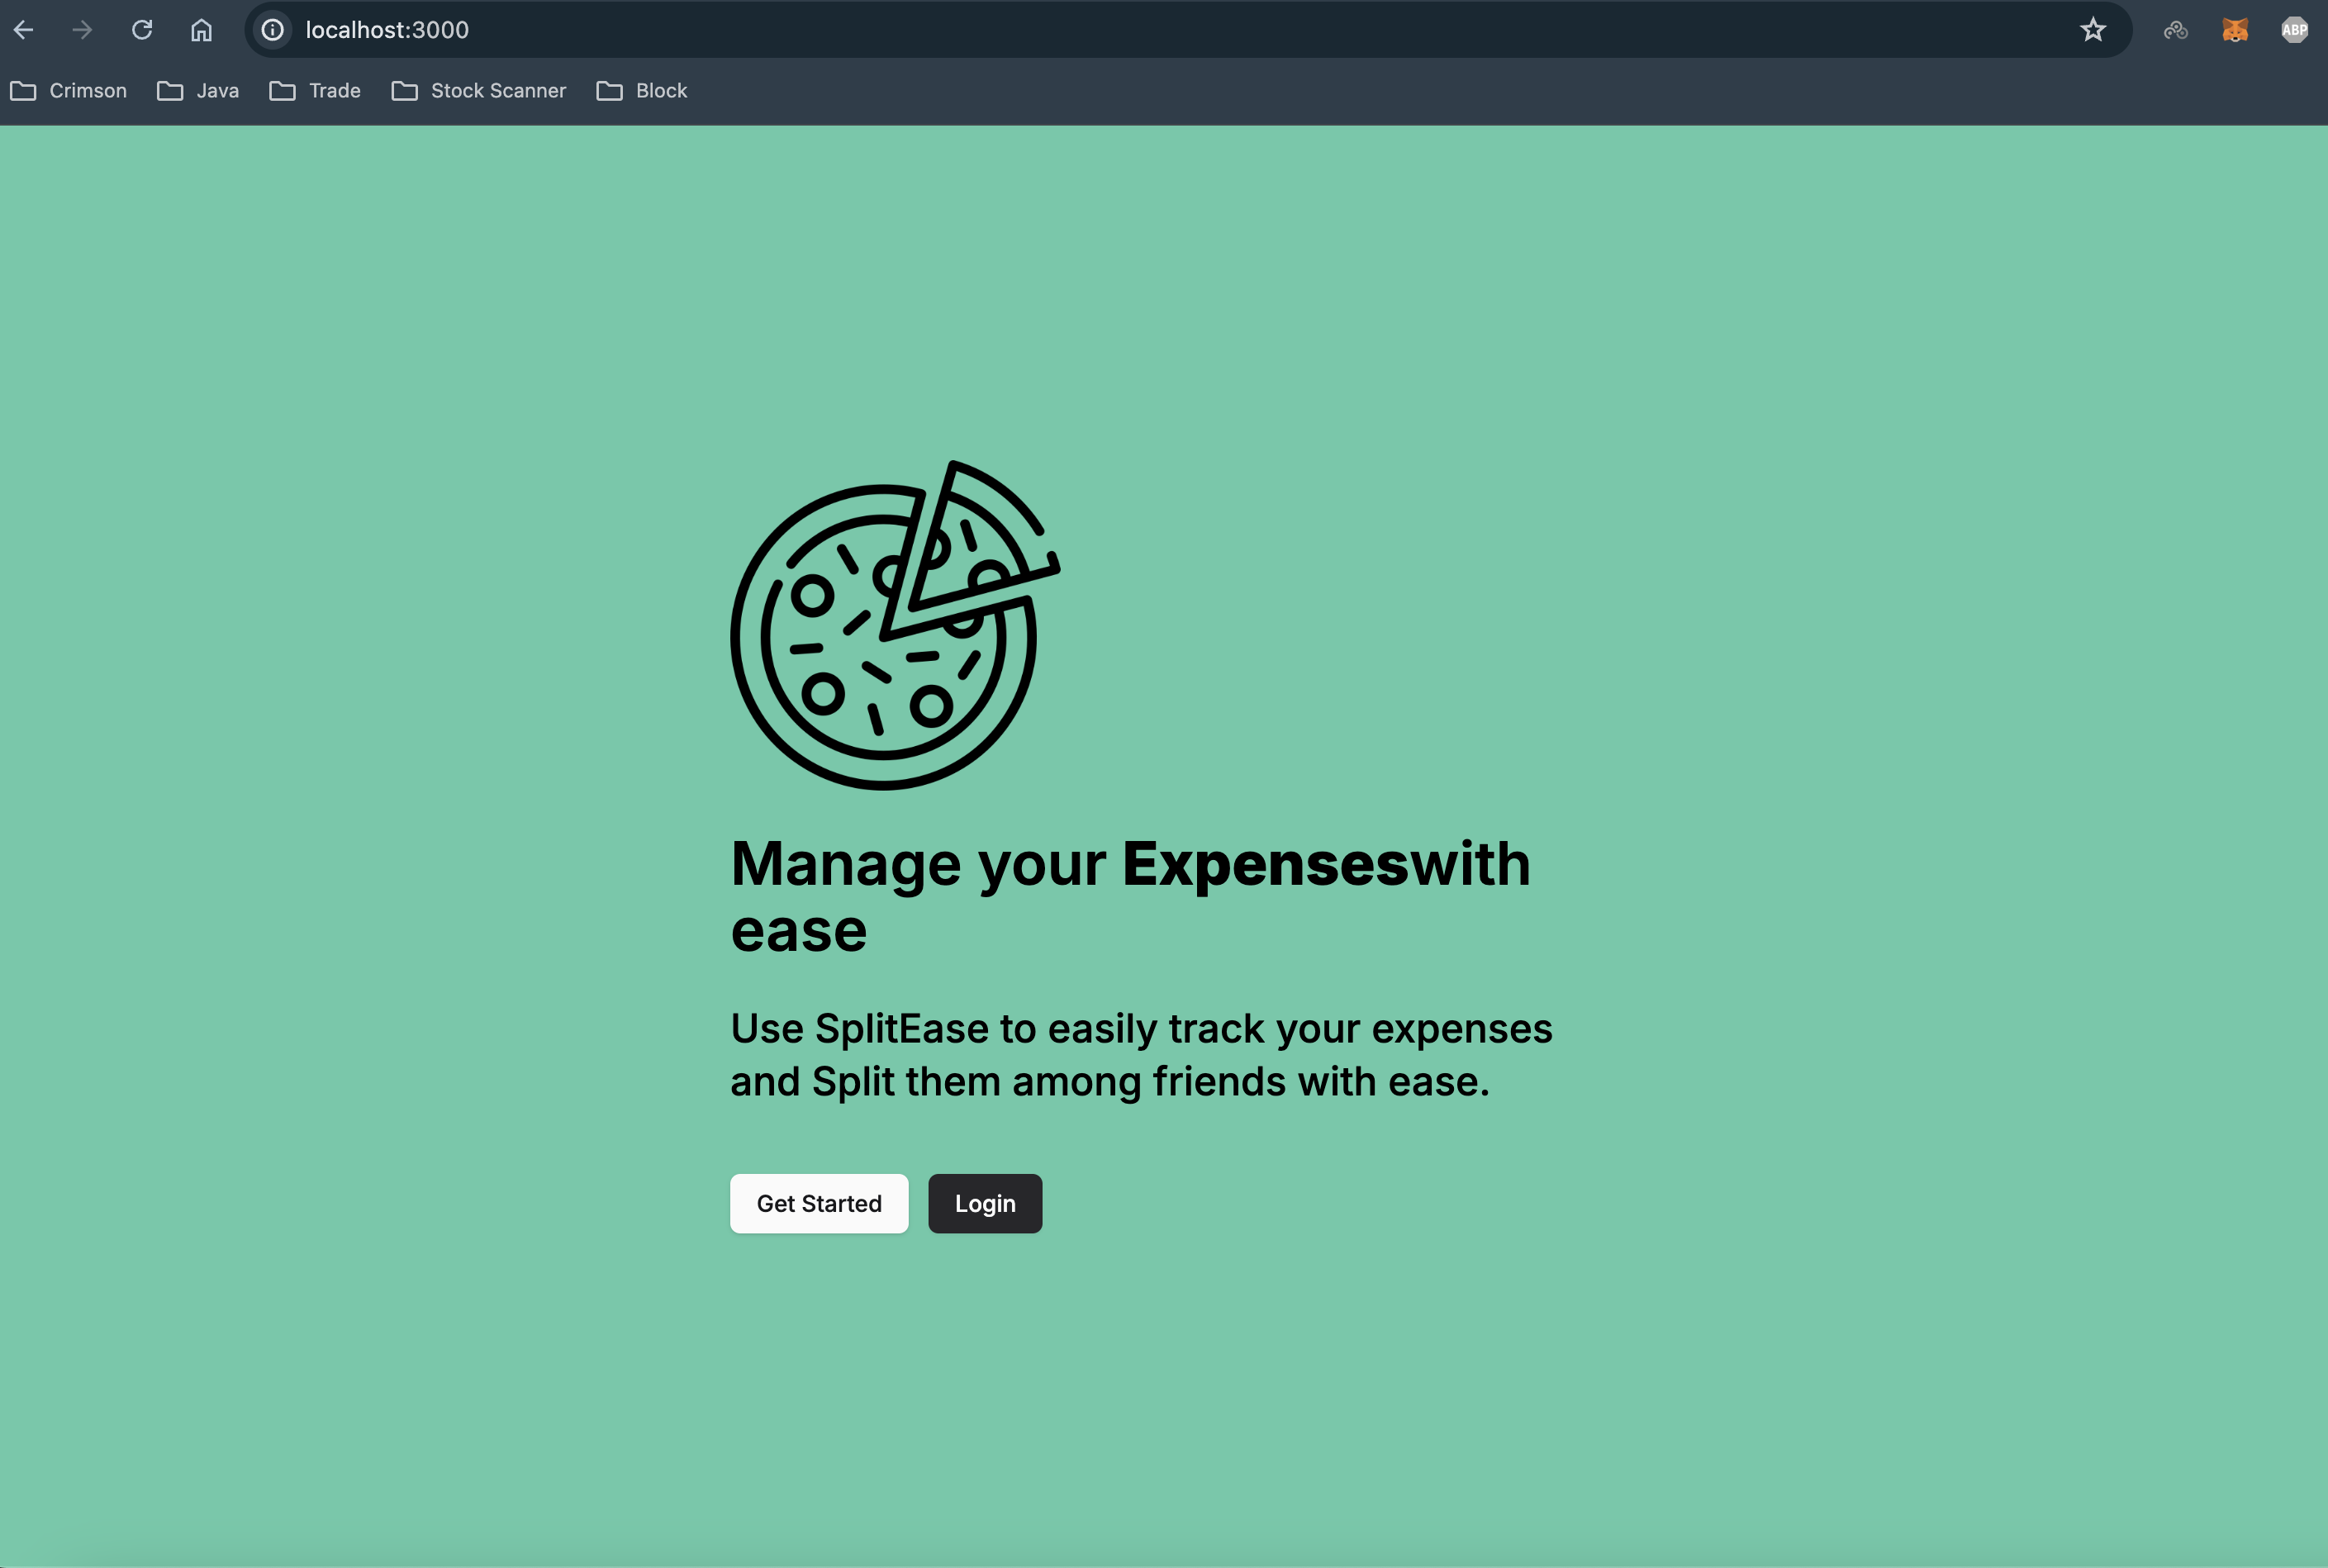 localhost:3000
Crimson Java Trade Stock Scanner Block
Manage your Expenseswith
ease
Use SplitEase to easily track your expenses
and Split them among friends with ease.
Get Started Login
ABP